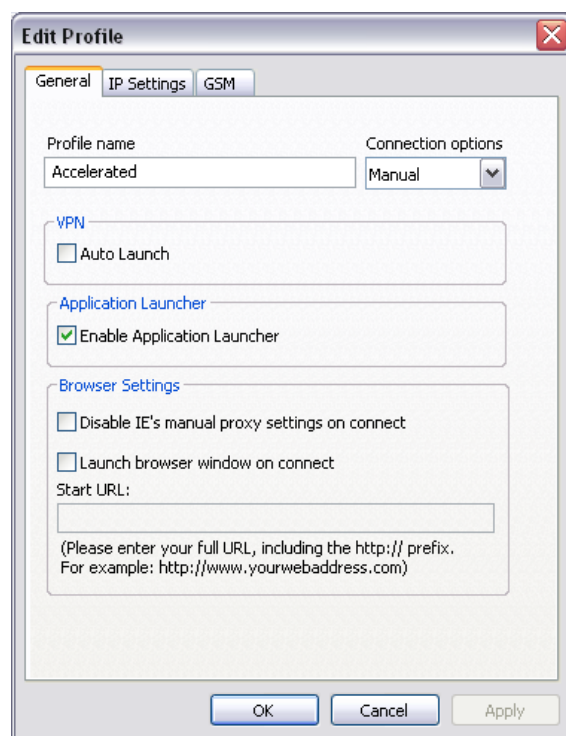 Edit Profile
General IP Settings GSM
Profile name Connection options
Accelerated Manual
VPN
Auto Launch
Application Launcher
Enable Application Launcher
Browser Settings
Disable IE's manual proxy settings on connect
Launch browser window on connect
Start URL:
(Please enter your full URL, including the http:// prefix.
For example: http://www.yourwebaddress.com)
OK Cancel Apply